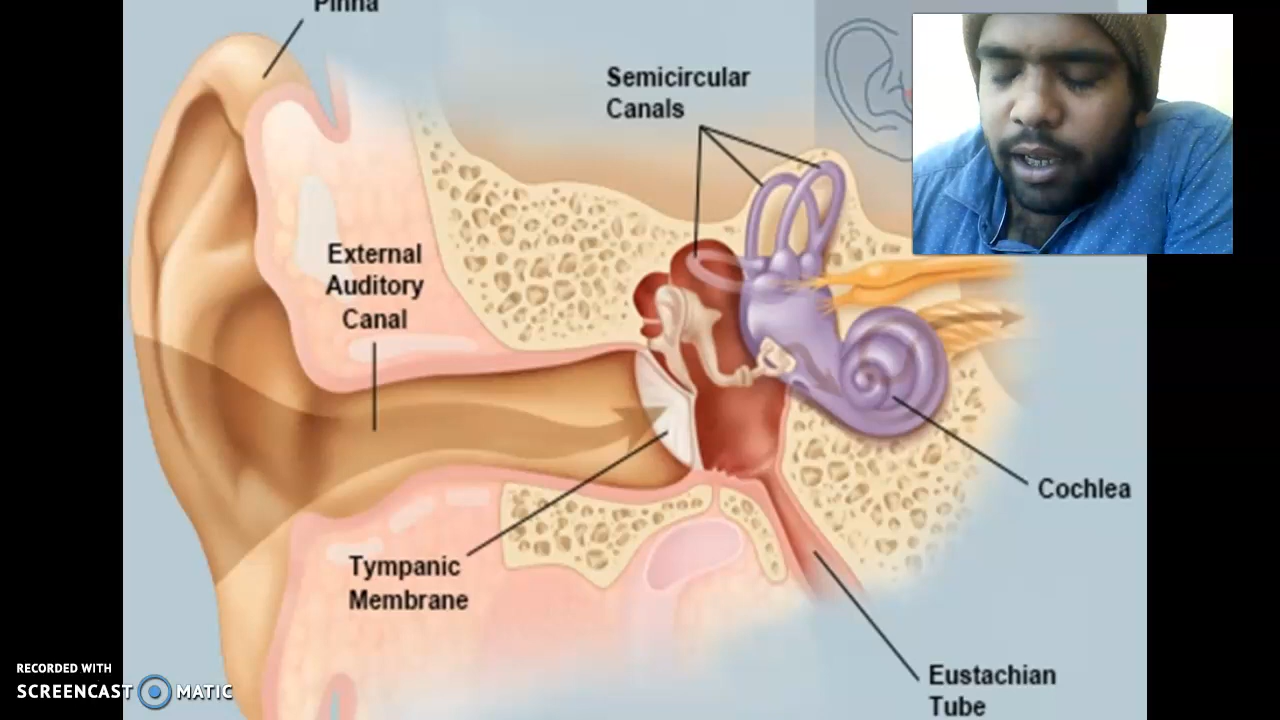 Pinna
Semicircular
Canals
External
Auditory
Canal
Cochlea
Tympanic
Membrane
Eustachian
Tube
RECORDED WITH
SCREENCAST MATIC